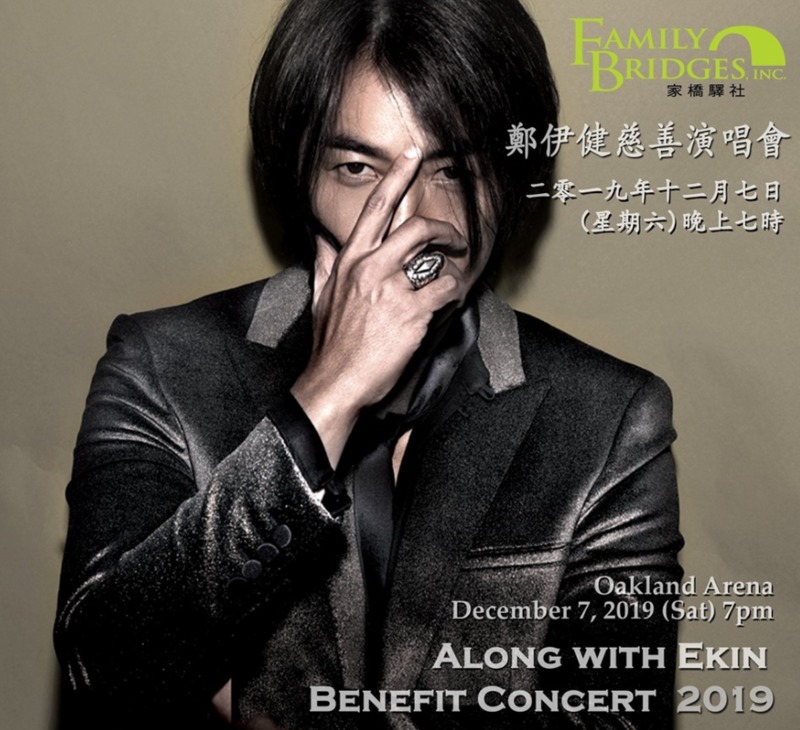 FAMILY
BRIDGES, INC.
家橋驛社
鄭伊健慈善演唱會
二零一九年十二月七日
(星期六)晚上七時
Oakland Arena
December 7, 2019 (Sat) 7pm
ALONG WITH EKIN
BENEFIT CONCERT 2019